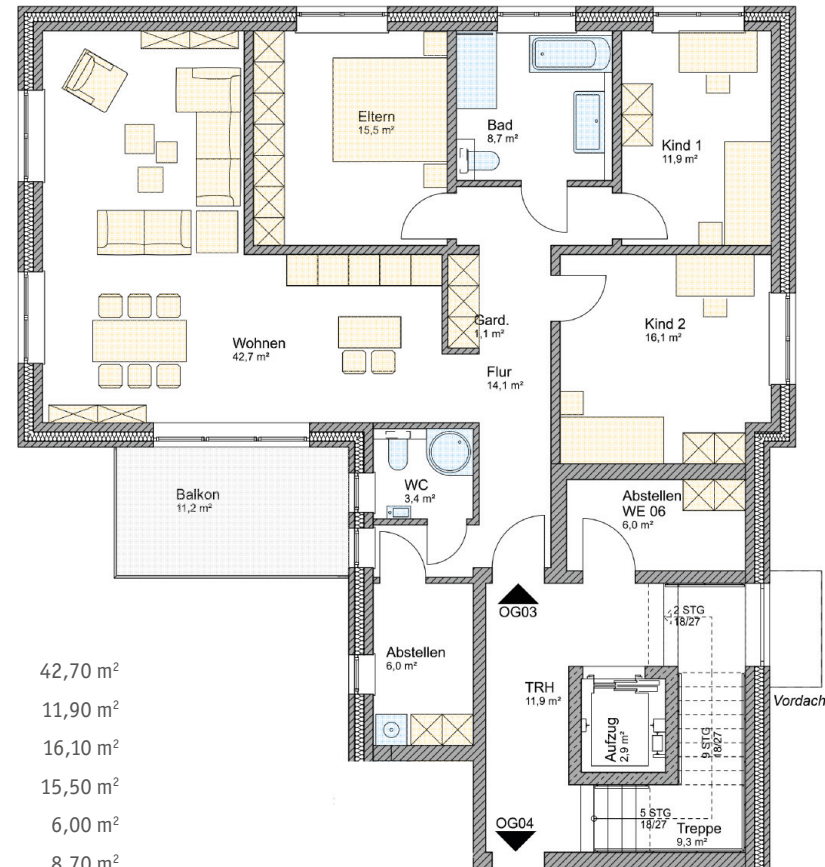 Eltern
15,5 m²
Bad
8,7 m²
Kind 1
11,9 m²
Wohnen
42,7 m²
Gard.
1,1 m²
Flur
14,1 m²
Kind 2
16,1 m²
Balkon
11,2 m²
WC
3,4 m²
Abstellen
WE 06
6,0 m²
OG03
2 STG
18/27
Abstellen
6,0 m²
TRH
11,9 m²
Aufzug
2,9 m²
9 STG
18/27
Vordach
OG04
5 STG
18/27
Treppe
9,3 m²
42,70 m²
11,90 m²
16,10 m²
15,50 m²
6,00 m²
8,70 m²